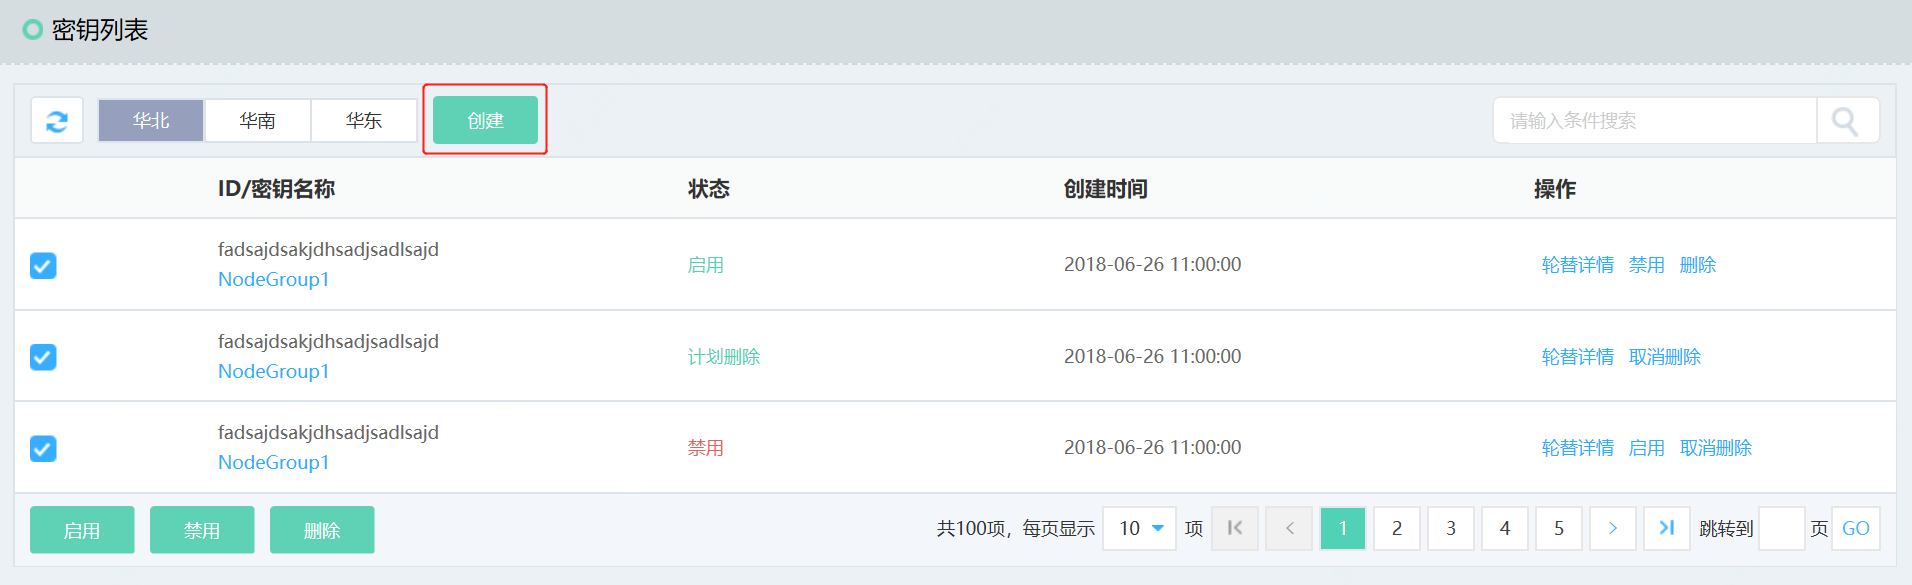 密钥列表
华北 华南 华东 创建 请输入条件搜索
ID/密钥名称 状态 创建时间 操作
fadsajdsakjdhsadjsadlsajd
NodeGroup1
启用 2018-06-26 11:00:00 轮替详情 禁用 删除
fadsajdsakjdhsadjsadlsajd
NodeGroup1
计划删除 2018-06-26 11:00:00 轮替详情 取消删除
fadsajdsakjdhsadjsadlsajd
NodeGroup1
禁用 2018-06-26 11:00:00 轮替详情 启用 取消删除
启用 禁用 删除 共100项，每页显示 10 项 1 2 3 4 5 跳转到 页 GO